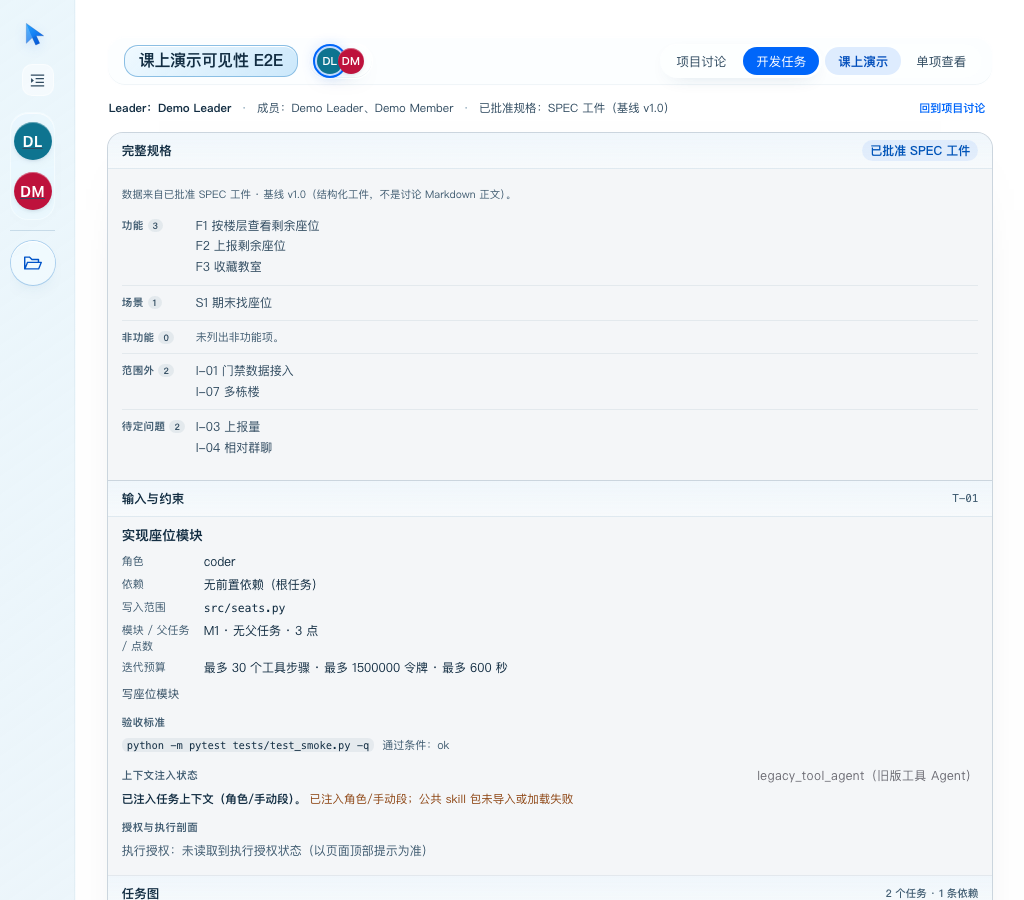 课上演示可见性 E2E
DL DM
项目讨论 开发任务 课上演示 单项查看
Leader：Demo Leader · 成员：Demo Leader、Demo Member · 已批准规格：SPEC 工件（基线 v1.0）
回到项目讨论
DL
DM
完整规格
已批准 SPEC 工件
数据来自已批准 SPEC 工件 · 基线 v1.0（结构化工件，不是讨论 Markdown 正文）。
功能 3
F1 按楼层查看剩余座位
F2 上报剩余座位
F3 收藏教室
场景 1
S1 期末找座位
非功能 0
未列出非功能项。
范围外 2
I-01 门禁数据接入
I-07 多栋楼
待定问题 2
I-03 上报量
I-04 相对群聊
输入与约束
T-01
实现座位模块
角色 coder
依赖 无前置依赖（根任务）
写入范围 src/seats.py
模块 / 父任务 / 点数 M1 · 无父任务 · 3 点
迭代预算 最多 30 个工具步骤 · 最多 1500000 令牌 · 最多 600 秒
写座位模块
验收标准
python -m pytest tests/test_smoke.py -q 通过条件：ok
上下文注入状态
legacy_tool_agent（旧版工具 Agent）
已注入任务上下文（角色/手动段）。 已注入角色/手动段；公共 skill 包未导入或加载失败
授权与执行剖面
执行授权：未读取到执行授权状态（以页面顶部提示为准）
任务图
2 个任务 · 1 条依赖